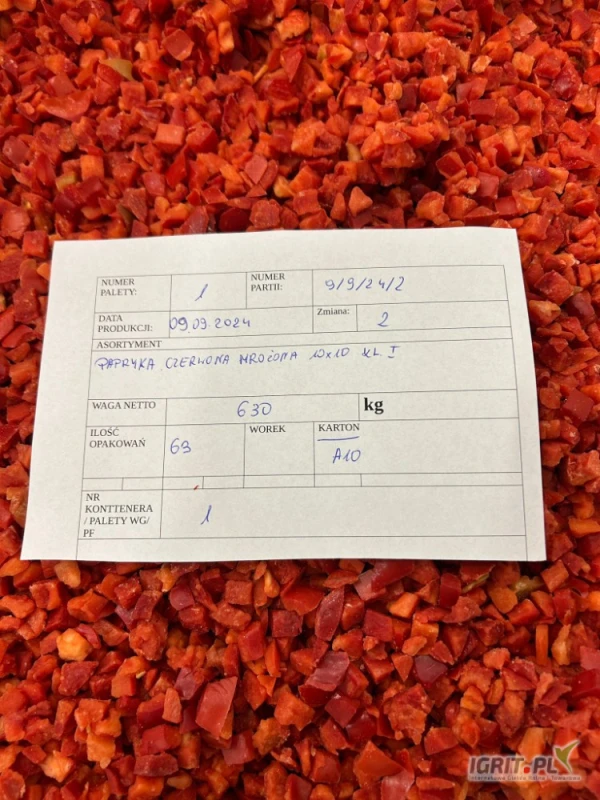 NUMER PALETY: 1 NUMER PARTII: 9/9/24/2
DATA PRODUKCJI: 09.09.2024 Zmiana: 2
ASORTYMENT
PAPRYKA CZERWONA MROŻONA 10x10 KL I
WAGA NETTO 630 kg
ILOŚĆ OPAKOWAŃ 63 WOREK KARTON
A10
NR
KONTTENERA
/ PALETY WG/ 1
PF
IGRIT.PL